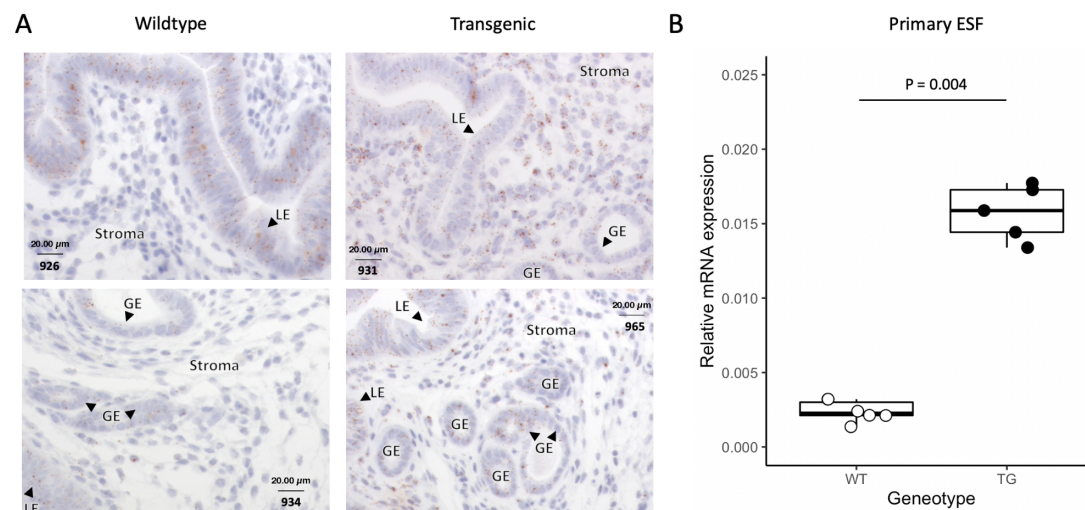 A
Wildtype
Transgenic
LE
Stroma
20.00 µm
926
Stroma
LE
GE
20.00 µm
931
GE
GE
Stroma
GE
20.00 µm
934
LE
LE
20.00 µm
965
Stroma
LE
GE
GE
GE
GE
GE
B
Primary ESF
P = 0.004
Relative mRNA expression
0.025
0.020
0.015
0.010
0.005
0.000
WT
TG
Geneotype